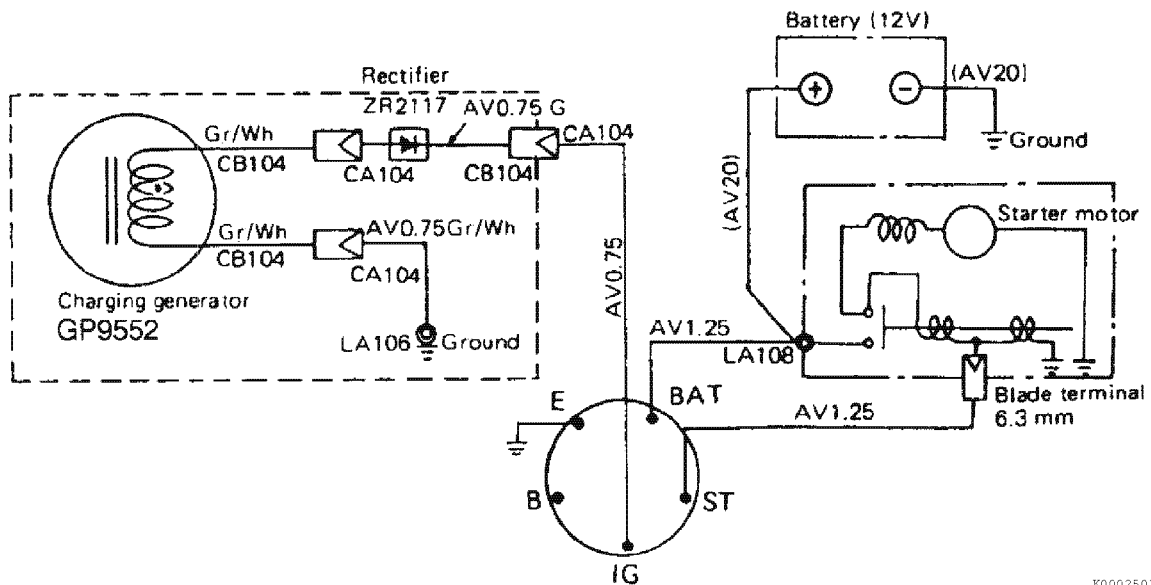 Battery (12V)
(AV20)
Ground
Rectifier
ZR2117
AV0.75 G
Gr/Wh
CB104
CA104
CB104
CA104
Gr/Wh
CB104
AV0.75Gr/Wh
CA104
Charging generator
GP9552
LA106
Ground
AV0.75
(AV20)
Starter motor
AV1.25
LA108
Blade terminal
6.3 mm
AV1.25
E
BAT
B
ST
IG